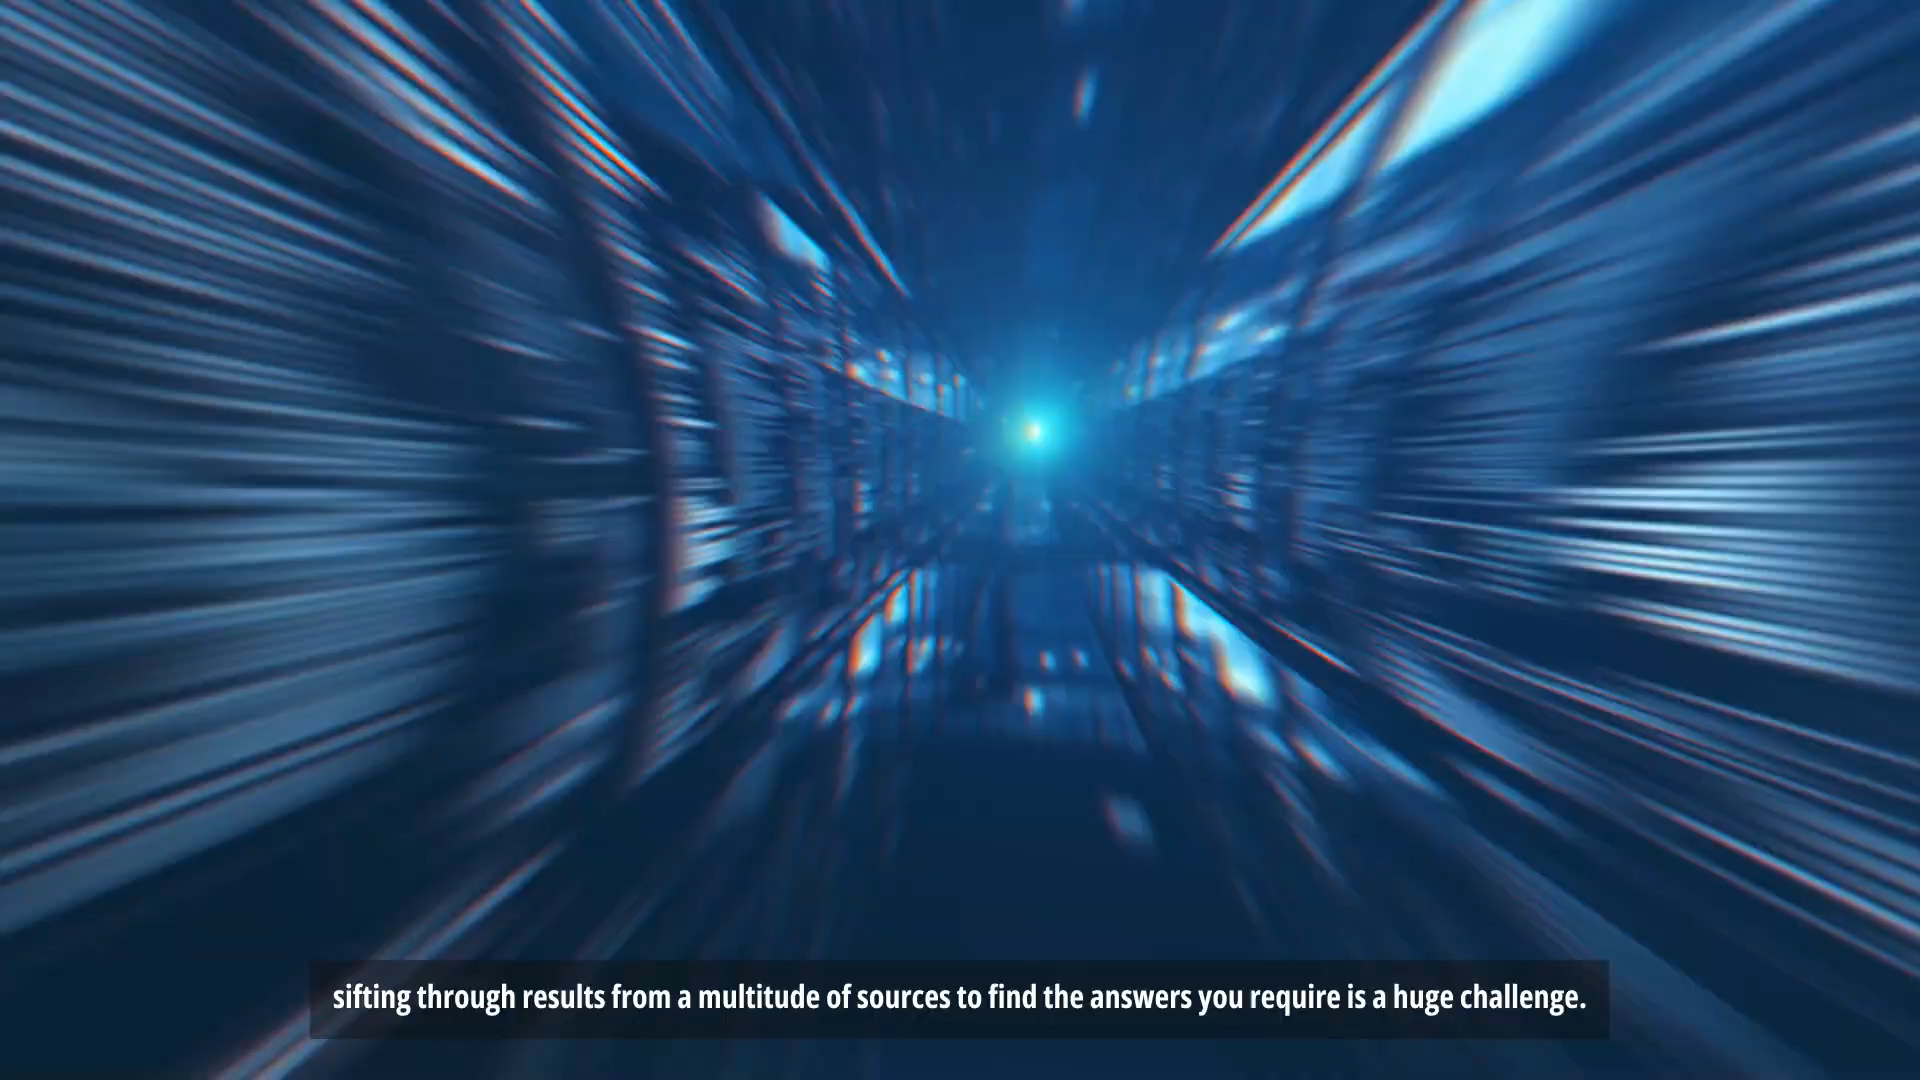 sifting through results from a multitude of sources to find the answers you require is a huge challenge.